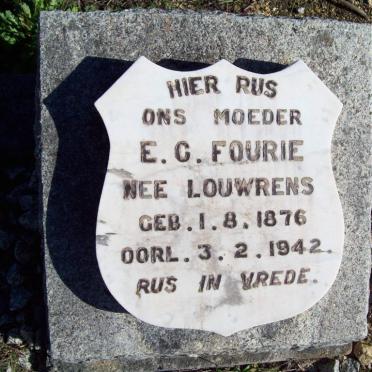 HIER RUS
ONS MOEDER
E. C. FOURIE
NEE LOUWRENS
GEB. 1. 8. 1876
OORL. 3. 2. 1942.
RUS IN VREDE.